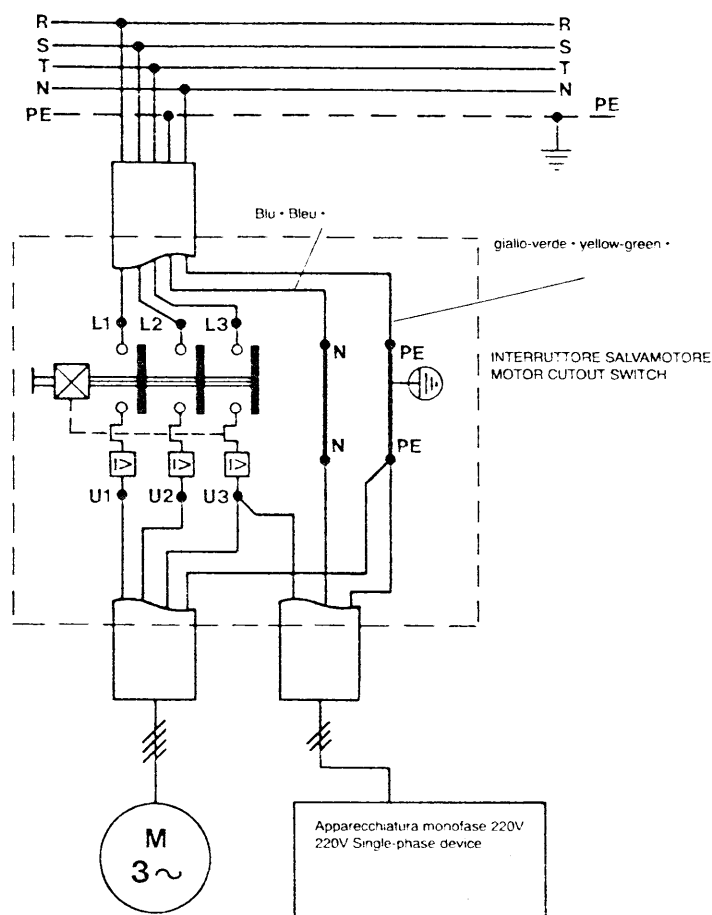 R R
S S
T T
N N
PE PE
Blu • Bleu •
giallo-verde • yellow-green •
L1 L2 L3
N PE
INTERRUTTORE SALVAMOTORE
MOTOR CUTOUT SWITCH
I> I> I>
N PE
U1 U2 U3
M
3~
Apparecchiatura monofase 220V
220V Single-phase device